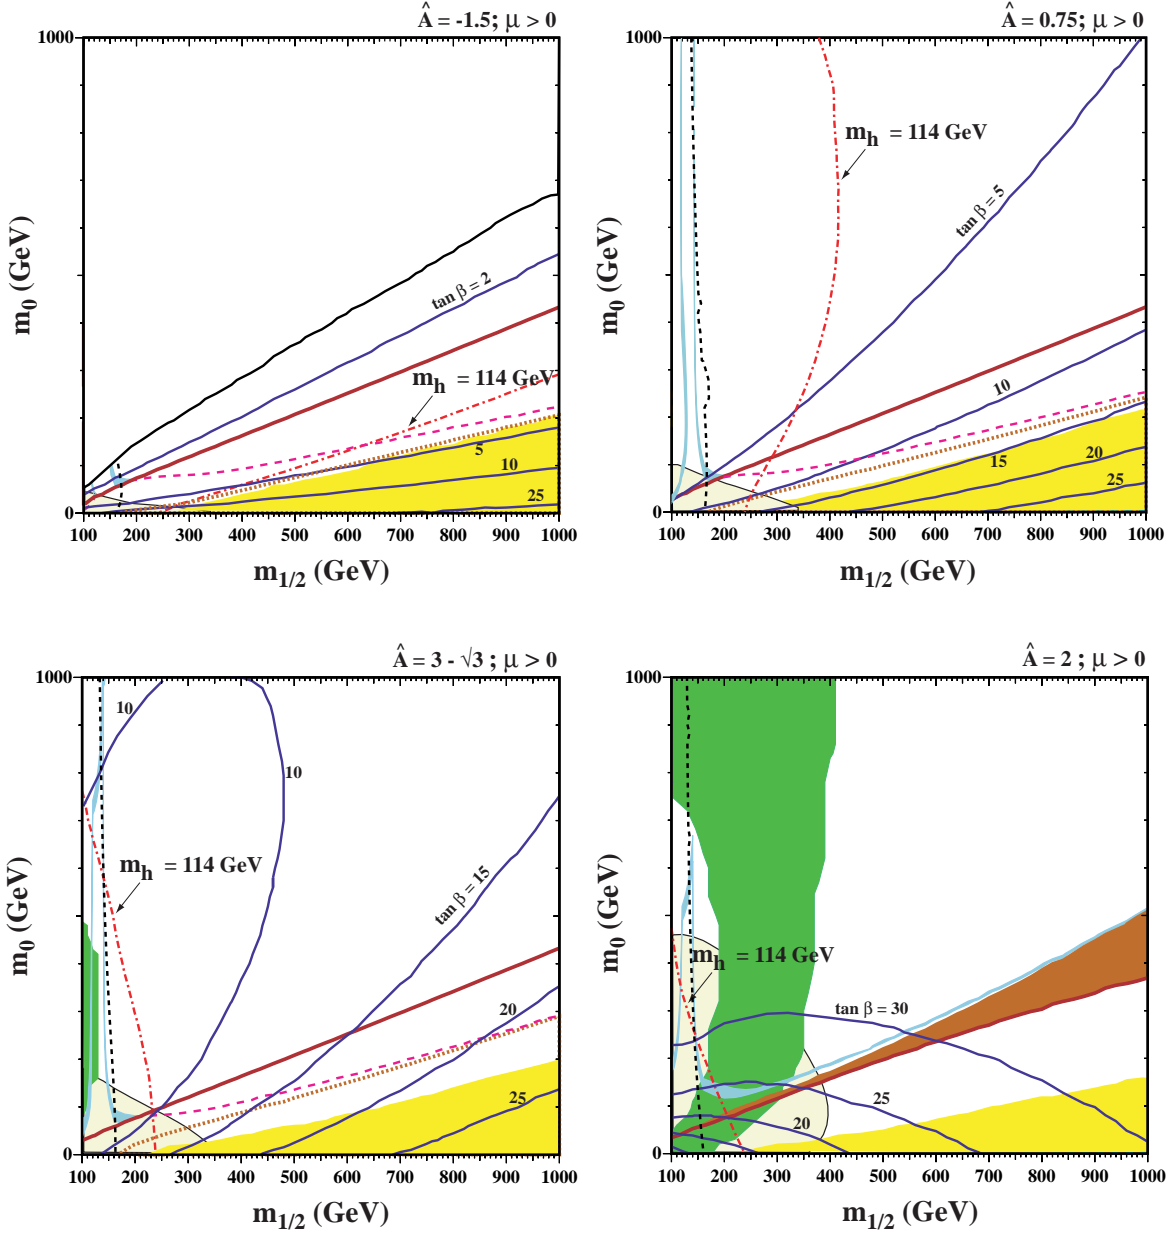 Â = -1.5; μ > 0
1000
m0 (GeV)
tan β = 2
mh = 114 GeV
5
10
25
0
100 200 300 400 500 600 700 800 900 1000
m1/2 (GeV)
Â = 0.75; μ > 0
1000
m0 (GeV)
mh = 114 GeV
tan β = 5
10
15
20
25
0
100 200 300 400 500 600 700 800 900 1000
m1/2 (GeV)
Â = 3 - √3 ; μ > 0
1000
m0 (GeV)
10
10
mh = 114 GeV
tan β = 15
20
25
0
100 200 300 400 500 600 700 800 900 1000
m1/2 (GeV)
Â = 2 ; μ > 0
1000
m0 (GeV)
mh = 114 GeV
tan β = 30
25
20
0
100 200 300 400 500 600 700 800 900 1000
m1/2 (GeV)